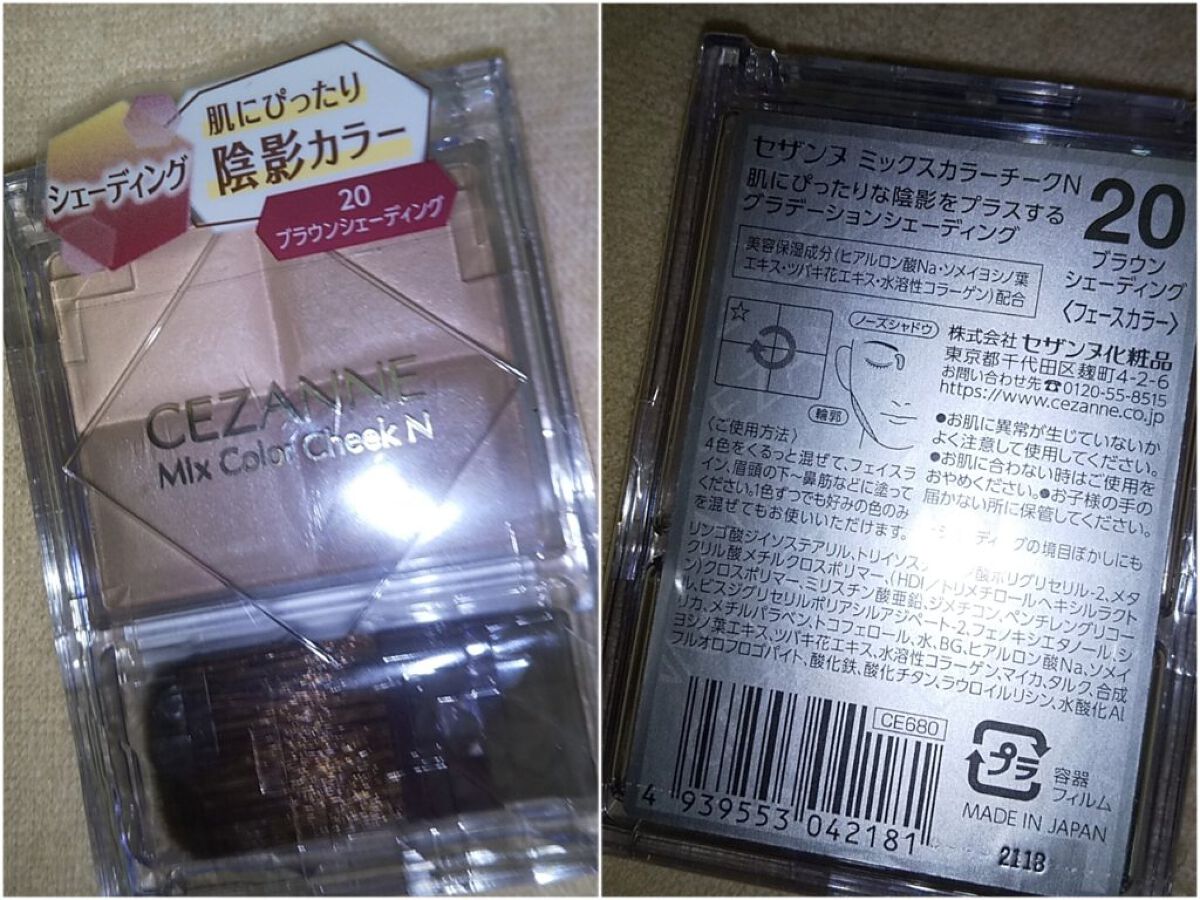 肌にぴったり
陰影カラー
シェーディング
20
ブラウンシェーディング
CEZANNE
Mix Color Cheek N
セザンヌ ミックスカラーチークN
肌にぴったりな陰影をプラスする
グラデーションシェーディング
20
ブラウン
シェーディング
〈フェースカラー〉
美容保湿成分(ヒアルロン酸Na・ソメイヨシノ葉
エキス・ツバキ花エキス・水溶性コラーゲン)配合
☆
ノーズシャドウ
輪郭
株式会社 セザンヌ化粧品
東京都千代田区麹町4-2-6
お問い合わせ先☎0120-55-8515
https://www.cezanne.co.jp
〈ご使用方法〉
4色をくるっと混ぜて、フェイスラ
イン、眉頭の下~鼻筋などに塗って
ください。1色ずつでも好みの色のみ
を混ぜてもお使いいただけます。
●お肌に異常が生じていないか
よく注意して使用してください。
●お肌に合わない時はご使用を
おやめください。●お子様の手の
届かない所に保管してください。
シェーディングの境目ぼかしにも
リンゴ酸ジイソステアリル、トリイソス 酸ポリグリセリル-2、メタ
クリル酸メチルクロスポリマー、(HDI/トリメチロールヘキシルラクト
ン)クロスポリマー、ミリスチン酸亜鉛、ジメチコン、ペンチレングリコー
ル、ビスジグリセリルポリアシルアジペート-2、フェノキシエタノール、シ
リカ、メチルパラベン、トコフェロール、水、BG、ヒアルロン酸Na、ソメイ
ヨシノ葉エキス、ツバキ花エキス、水溶性コラーゲン、マイカ、タルク、合成
フルオロフロゴパイト、酸化鉄、酸化チタン、ラウロイルリシン、水酸化Al
CE680
4 939553 042181
プラ
容器
フィルム
MADE IN JAPAN
211B